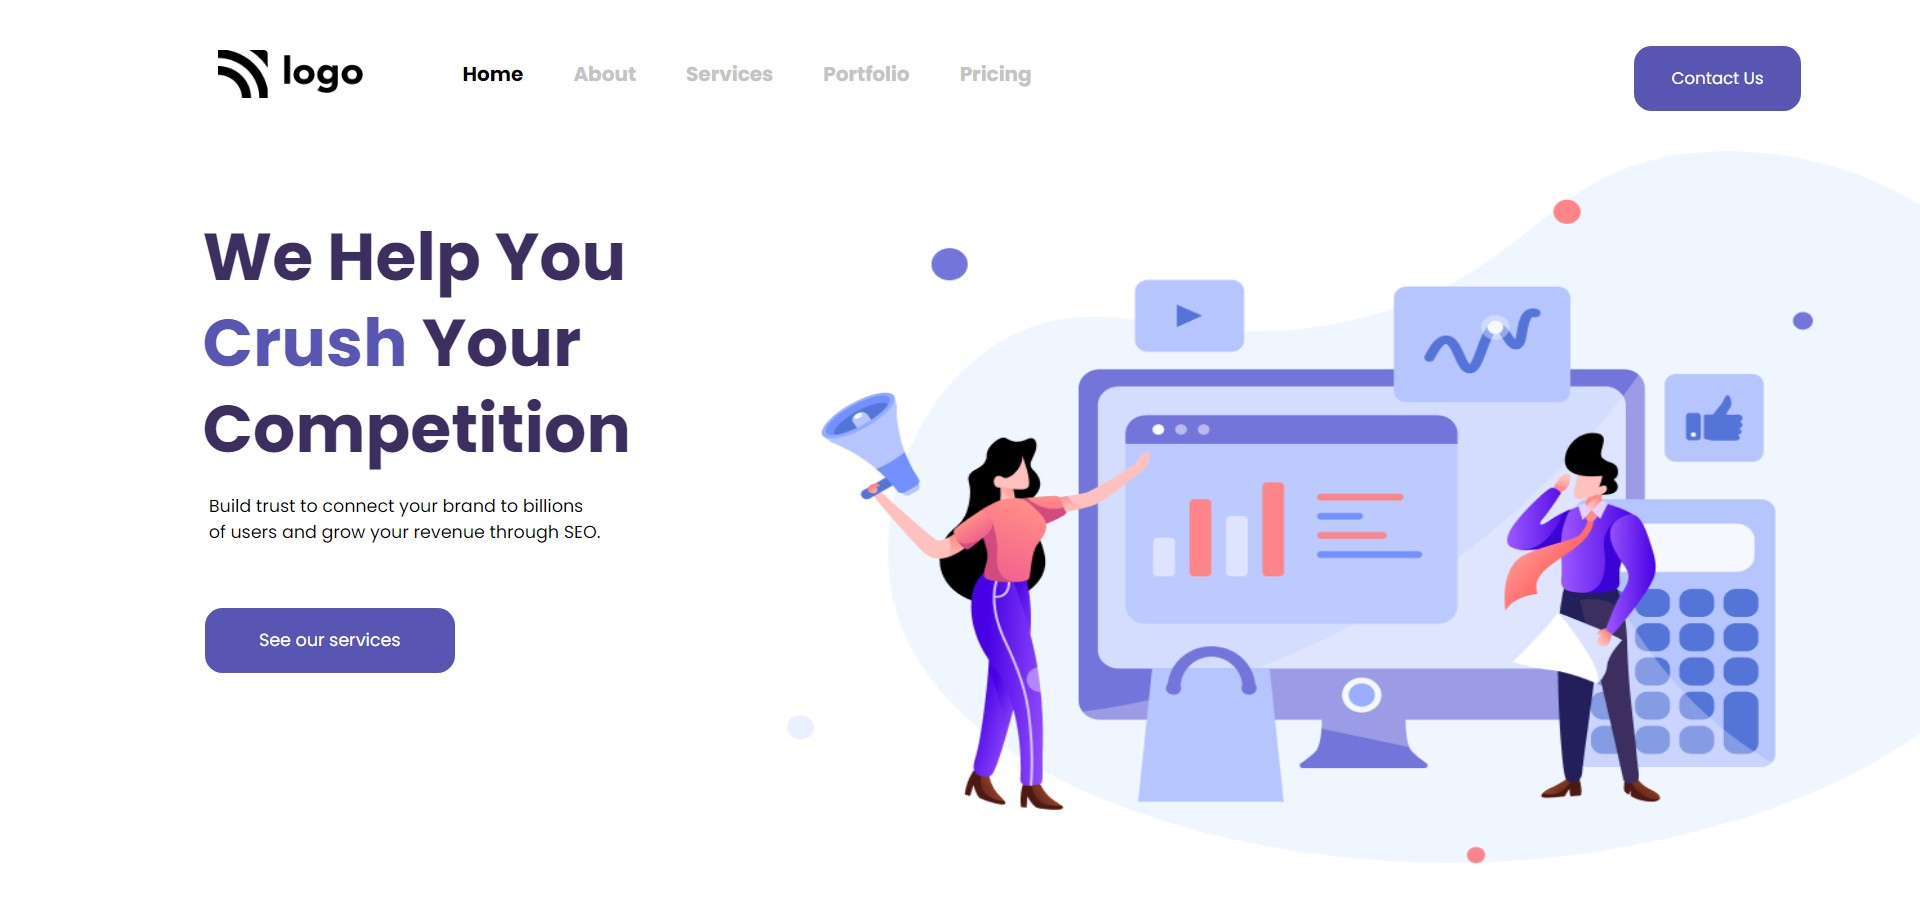 logo
Home About Services Portfolio Pricing
Contact Us
We Help You
Crush Your
Competition
Build trust to connect your brand to billions
of users and grow your revenue through SEO.
See our services